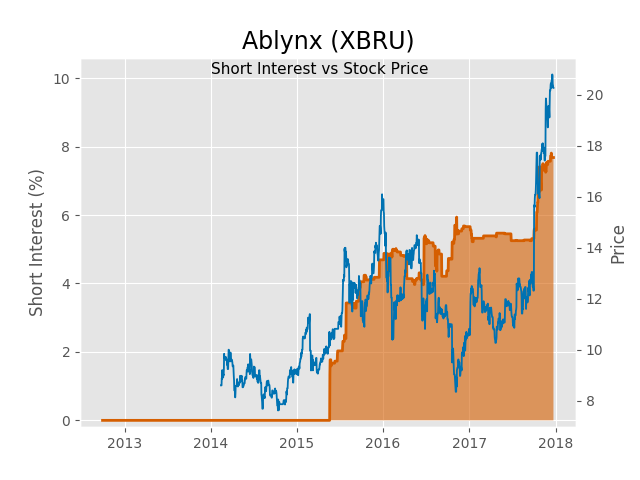 Ablynx (XBRU)
Short Interest vs Stock Price
Short Interest (%)
10
8
6
4
2
0
20
18
16
14
12
10
8
Price
2013 2014 2015 2016 2017 2018